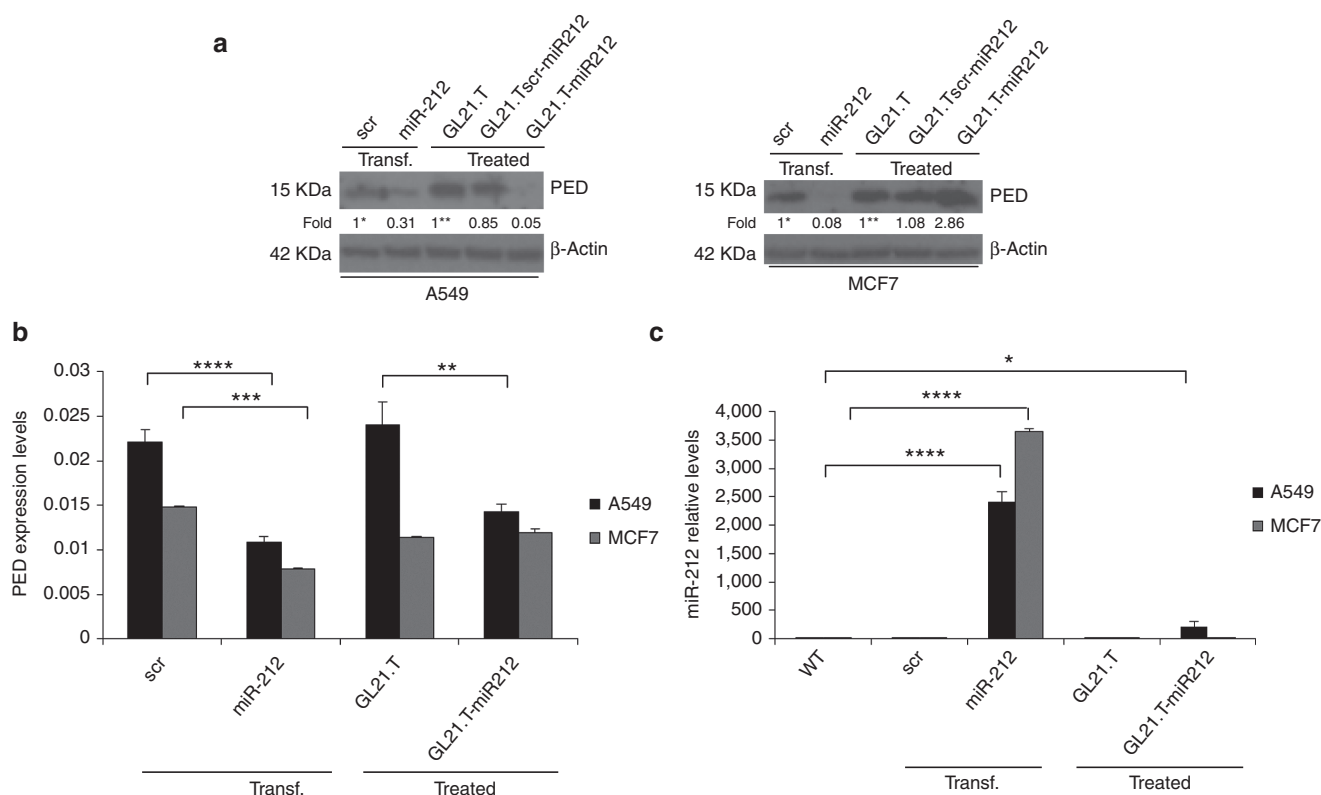 a
scr
miR-212
GL21.T
GL21.Tscr-miR212
GL21.T-miR212
Transf.
Treated
15 KDa
PED
Fold 1* 0.31 1** 0.85 0.05
42 KDa
β-Actin
A549
scr
miR-212
GL21.T
GL21.Tscr-miR212
GL21.T-miR212
Transf.
Treated
15 KDa
PED
Fold 1* 0.08 1** 1.08 2.86
42 KDa
β-Actin
MCF7
b
PED expression levels
0.03
0.025
0.02
0.015
0.01
0.005
0
****
***
**
A549
MCF7
scr
miR-212
GL21.T
GL21.T-miR212
Transf.
Treated
c
miR-212 relative levels
4,000
3,500
3,000
2,500
2,000
1,500
1,000
500
0
*
****
****
A549
MCF7
WT
scr
miR-212
GL21.T
GL21.T-miR212
Transf.
Treated